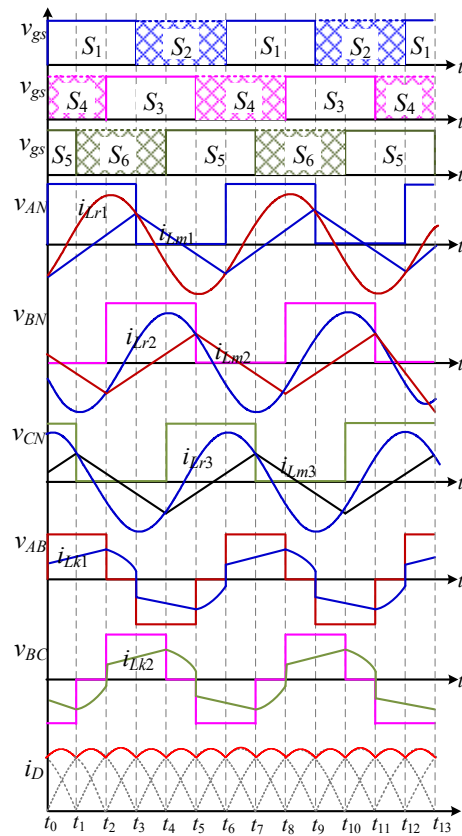 v_gs S_1 S_2 S_1 S_2 S_1 t
v_gs S_4 S_3 S_4 S_3 S_4 t
v_gs S_5 S_6 S_5 S_6 S_5 t
v_AN i_Lr1 i_Lm1 t
v_BN i_Lr2 i_Lm2 t
v_CN i_Lr3 i_Lm3 t
v_AB i_Lk1 t
v_BC i_Lk2 t
i_D t
t_0 t_1 t_2 t_3 t_4 t_5 t_6 t_7 t_8 t_9 t_10 t_11 t_12 t_13